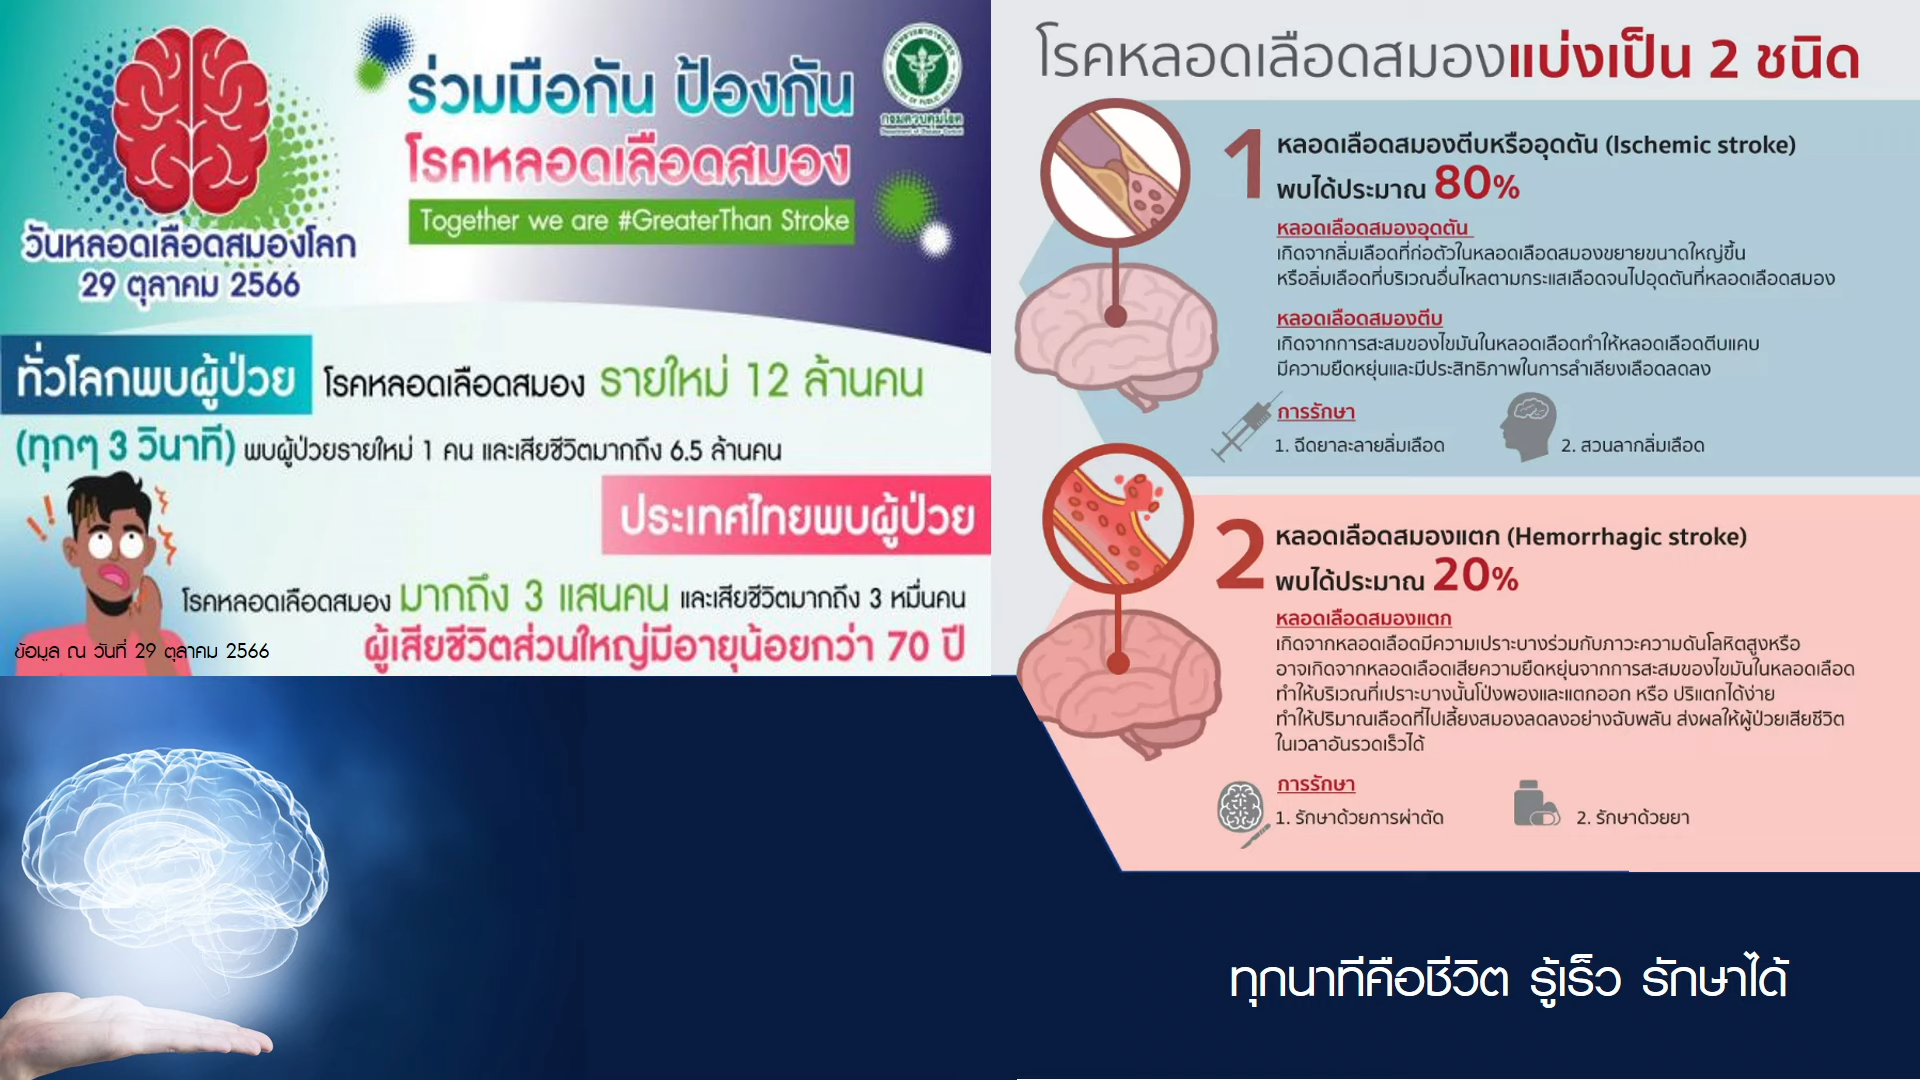 วันหลอดเลือดสมองโลก
29 ตุลาคม 2566
ร่วมมือกัน ป้องกัน
โรคหลอดเลือดสมอง
Together we are #GreaterThan Stroke
กรมควบคุมโรค
Department of Disease Control
ทั่วโลกพบผู้ป่วย โรคหลอดเลือดสมอง รายใหม่ 12 ล้านคน
(ทุกๆ 3 วินาที) พบผู้ป่วยรายใหม่ 1 คน และเสียชีวิตมากถึง 6.5 ล้านคน
ประเทศไทยพบผู้ป่วย
โรคหลอดเลือดสมอง มากถึง 3 แสนคน และเสียชีวิตมากถึง 3 หมื่นคน
ผู้เสียชีวิตส่วนใหญ่มีอายุน้อยกว่า 70 ปี
ข้อมูล ณ วันที่ 29 ตุลาคม 2566
โรคหลอดเลือดสมองแบ่งเป็น 2 ชนิด
1 หลอดเลือดสมองตีบหรืออุดตัน (Ischemic stroke)
พบได้ประมาณ 80%
หลอดเลือดสมองอุดตัน
เกิดจากลิ่มเลือดที่ก่อตัวในหลอดเลือดสมองขยายขนาดใหญ่ขึ้น
หรือลิ่มเลือดที่บริเวณอื่นไหลตามกระแสเลือดจนไปอุดตันที่หลอดเลือดสมอง
หลอดเลือดสมองตีบ
เกิดจากการสะสมของไขมันในหลอดเลือดทำให้หลอดเลือดตีบแคบ
มีความยืดหยุ่นและมีประสิทธิภาพในการลำเลียงเลือดลดลง
การรักษา
1. ฉีดยาละลายลิ่มเลือด 2. สวนลากลิ่มเลือด
2 หลอดเลือดสมองแตก (Hemorrhagic stroke)
พบได้ประมาณ 20%
หลอดเลือดสมองแตก
เกิดจากหลอดเลือดมีความเปราะบางร่วมกับภาวะความดันโลหิตสูงหรือ
อาจเกิดจากหลอดเลือดเสียความยืดหยุ่นจากการสะสมของไขมันในหลอดเลือด
ทำให้บริเวณที่เปราะบางนั้นโป่งพองและแตกออก หรือ ปริแตกได้ง่าย
ทำให้ปริมาณเลือดที่ไปเลี้ยงสมองลดลงอย่างฉับพลัน ส่งผลให้ผู้ป่วยเสียชีวิต
ในเวลาอันรวดเร็วได้
การรักษา
1. รักษาด้วยการผ่าตัด 2. รักษาด้วยยา
ทุกนาทีคือชีวิต รู้เร็ว รักษาได้